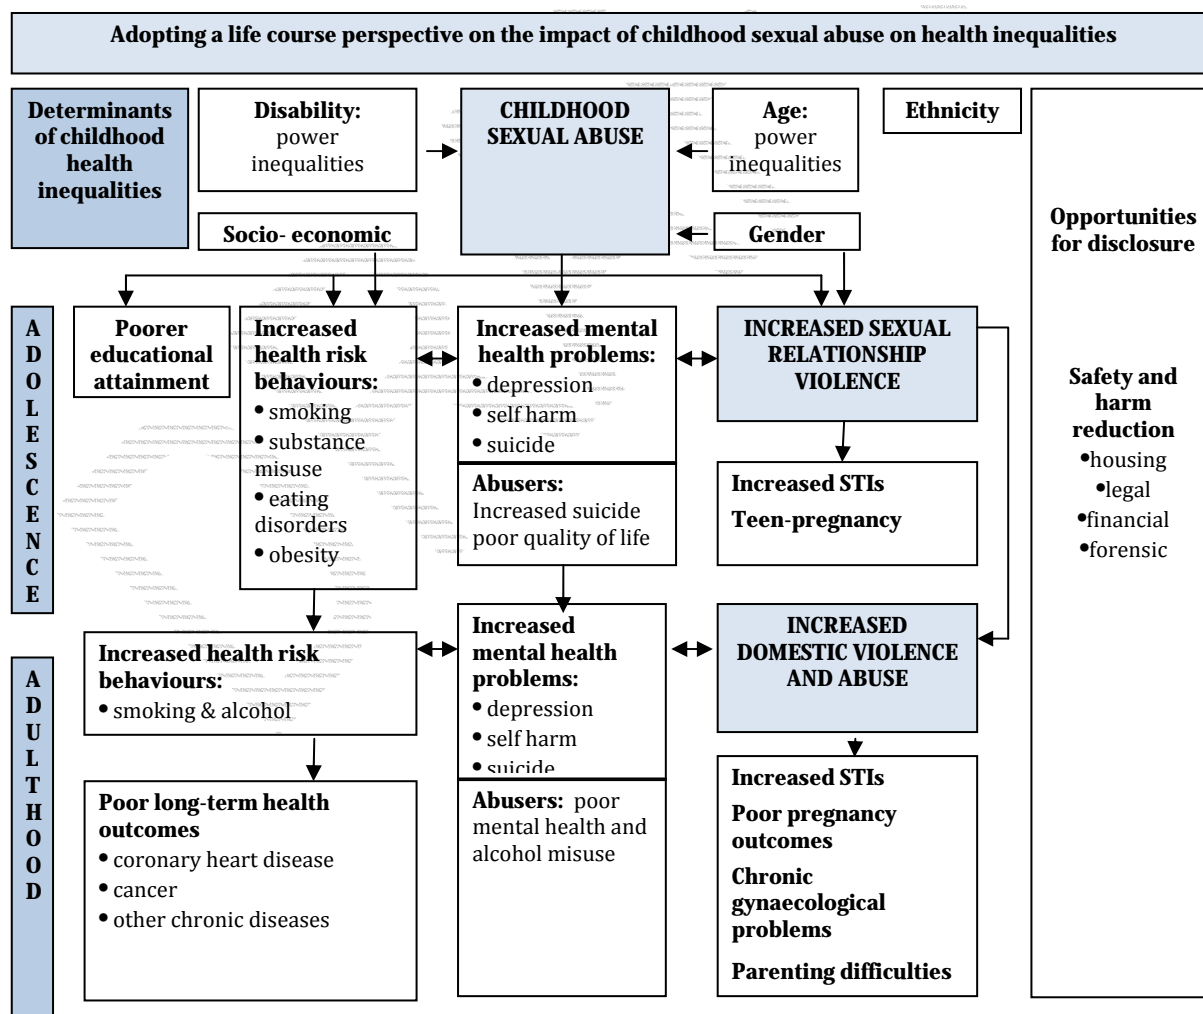 Adopting a life course perspective on the impact of childhood sexual abuse on health inequalities
Determinants
of childhood
health
inequalities
Disability:
power
inequalities
CHILDHOOD
SEXUAL ABUSE
Age:
power
inequalities
Ethnicity
Socio- economic
Gender
Opportunities
for disclosure
Safety and
harm
reduction
•housing
•legal
•financial
•forensic
ADOLESCENCE
Poorer
educational
attainment
Increased
health risk
behaviours:
• smoking
• substance
misuse
• eating
disorders
• obesity
Increased mental
health problems:
• depression
• self harm
• suicide
Abusers:
Increased suicide
poor quality of life
INCREASED SEXUAL
RELATIONSHIP
VIOLENCE
Increased STIs
Teen-pregnancy
ADULTHOOD
Increased health risk
behaviours:
• smoking & alcohol
Poor long-term health
outcomes
• coronary heart disease
• cancer
• other chronic diseases
Increased
mental health
problems:
• depression
• self harm
• suicide
Abusers: poor
mental health and
alcohol misuse
INCREASED
DOMESTIC VIOLENCE
AND ABUSE
Increased STIs
Poor pregnancy
outcomes
Chronic
gynaecological
problems
Parenting difficulties